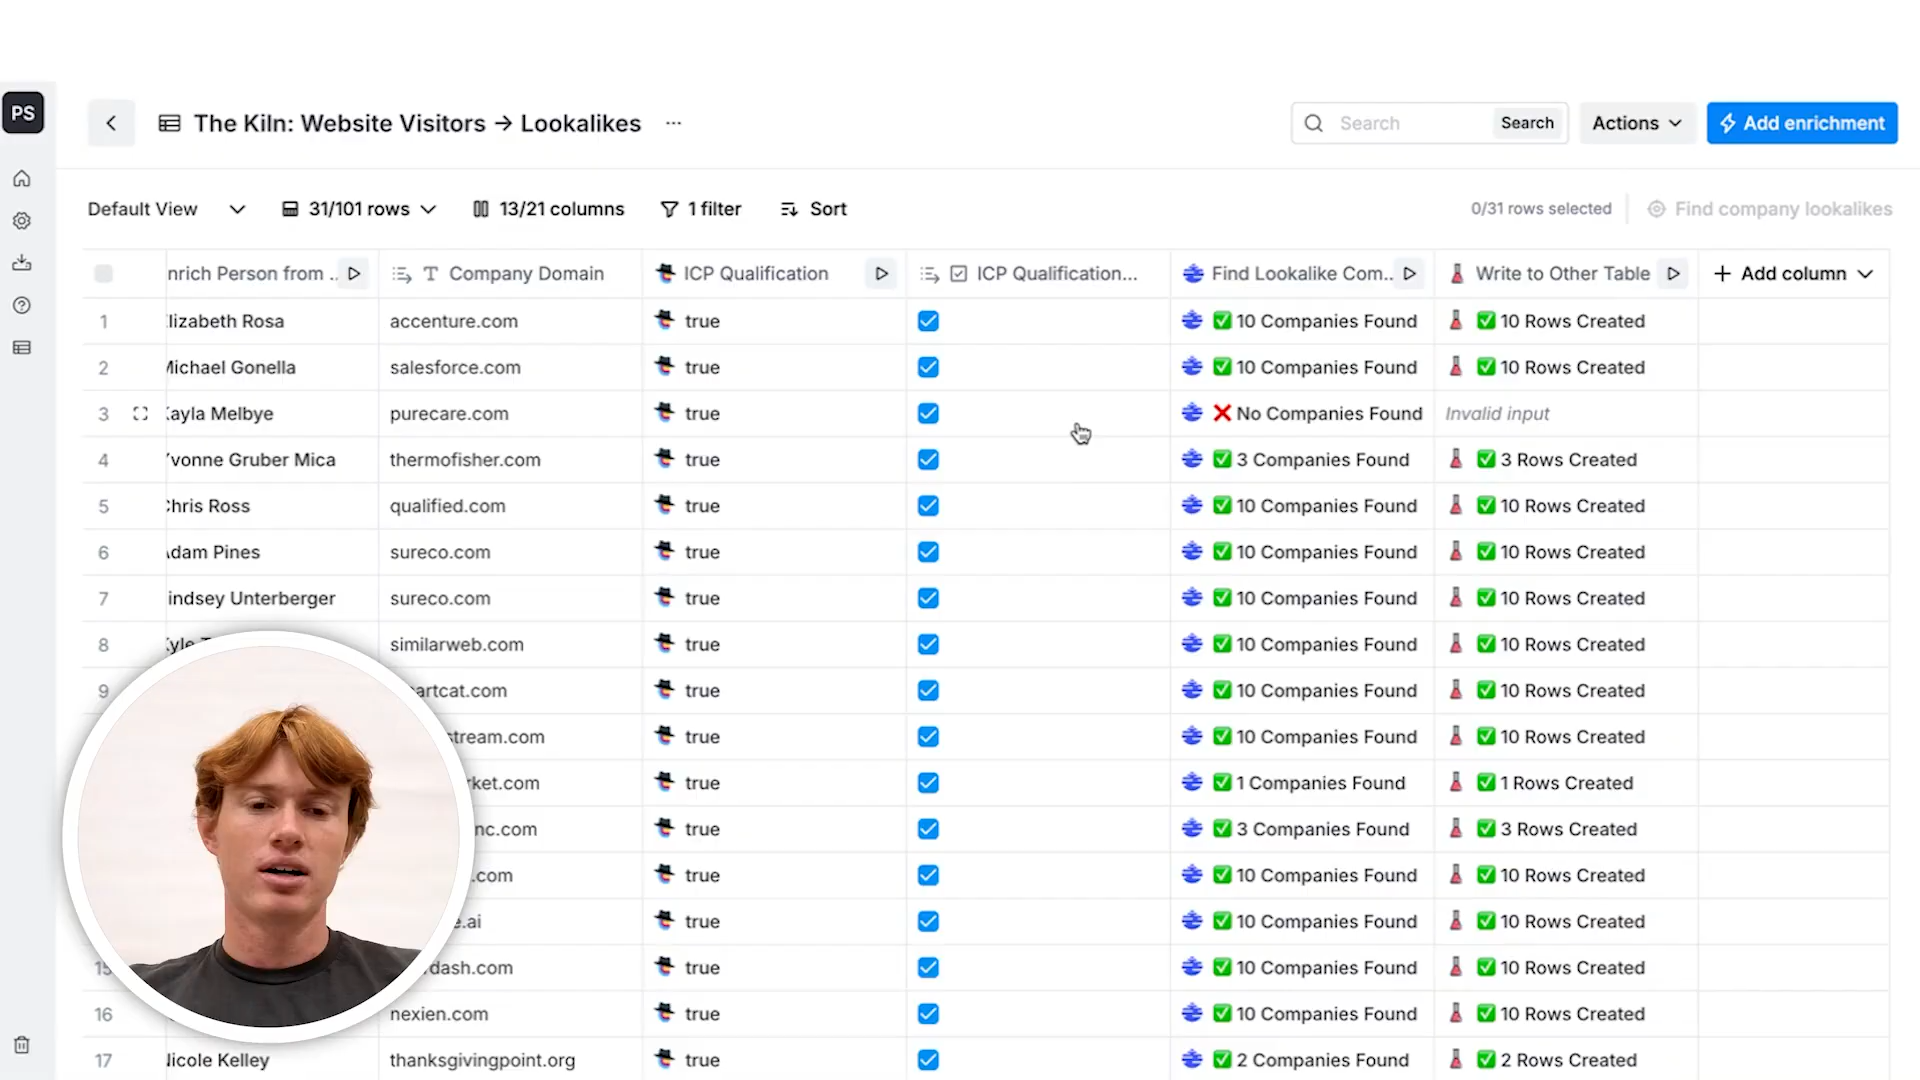 PS
The Kiln: Website Visitors → Lookalikes ...
Search Search Actions Add enrichment
Default View 31/101 rows 13/21 columns 1 filter Sort 0/31 rows selected Find company lookalikes
nrich Person from .. Company Domain ICP Qualification ICP Qualification... Find Lookalike Com... Write to Other Table + Add column
1 lizabeth Rosa accenture.com true 10 Companies Found 10 Rows Created
2 Michael Gonella salesforce.com true 10 Companies Found 10 Rows Created
3 Kayla Melbye purecare.com true No Companies Found Invalid input
4 Yvonne Gruber Mica thermofisher.com true 3 Companies Found 3 Rows Created
5 Chris Ross qualified.com true 10 Companies Found 10 Rows Created
6 Adam Pines sureco.com true 10 Companies Found 10 Rows Created
7 indsey Unterberger sureco.com true 10 Companies Found 10 Rows Created
8 Kyle similarweb.com true 10 Companies Found 10 Rows Created
9 artcat.com true 10 Companies Found 10 Rows Created
stream.com true 10 Companies Found 10 Rows Created
ket.com true 1 Companies Found 1 Rows Created
nc.com true 3 Companies Found 3 Rows Created
.com true 10 Companies Found 10 Rows Created
e.ai true 10 Companies Found 10 Rows Created
15 dash.com true 10 Companies Found 10 Rows Created
16 nexien.com true 10 Companies Found 10 Rows Created
17 Nicole Kelley thanksgivingpoint.org true 2 Companies Found 2 Rows Created